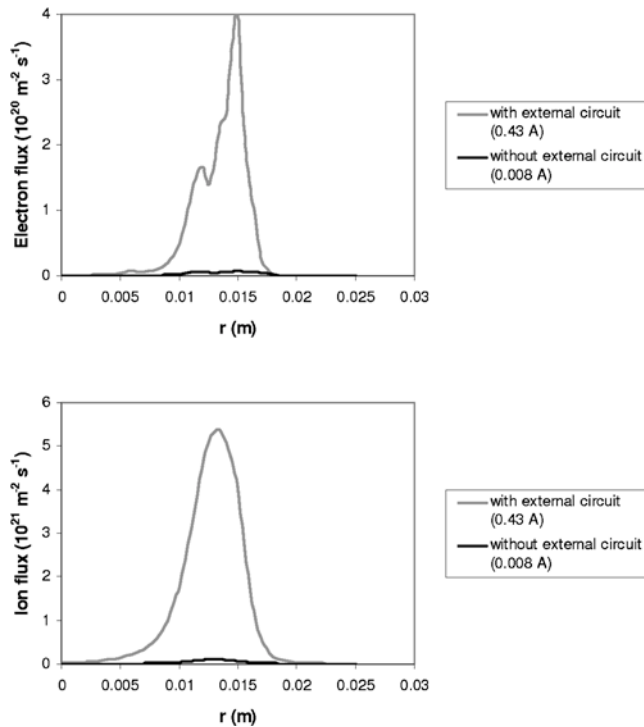 4
3
2
1
0
Electron flux (10²⁰ m⁻² s⁻¹)
0 0.005 0.01 0.015 0.02 0.025 0.03
r (m)
with external circuit
(0.43 A)
without external circuit
(0.008 A)
6
5
4
3
2
1
0
Ion flux (10²¹ m⁻² s⁻¹)
0 0.005 0.01 0.015 0.02 0.025 0.03
r (m)
with external circuit
(0.43 A)
without external circuit
(0.008 A)